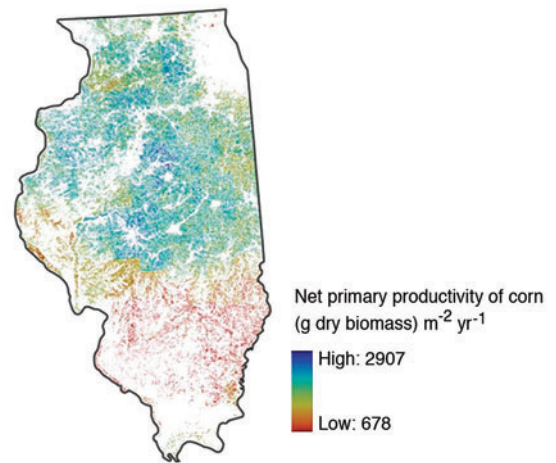 Net primary productivity of corn
(g dry biomass) m⁻² yr⁻¹
High: 2907
Low: 678